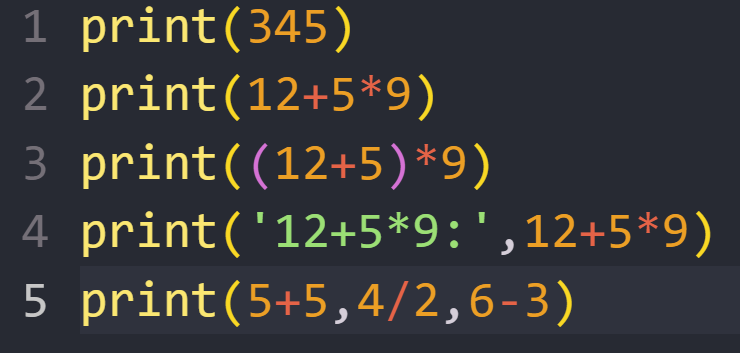 1 print(345)
2 print(12+5*9)
3 print((12+5)*9)
4 print('12+5*9:',12+5*9)
5 print(5+5,4/2,6-3)